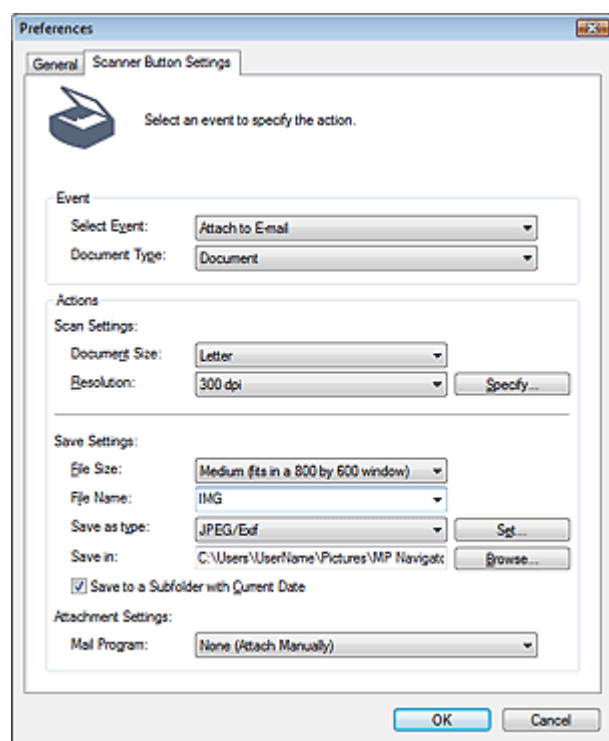 Preferences
General Scanner Button Settings
Select an event to specify the action.
Event
Select Event: Attach to E-mail
Document Type: Document
Actions
Scan Settings:
Document Size: Letter
Resolution: 300 dpi Specify...
Save Settings:
File Size: Medium (fits in a 800 by 600 window)
File Name: IMG
Save as type: JPEG/Exif Set...
Save in: C:\Users\UserName\Pictures\MP Navigatc Browse...
Save to a Subfolder with Current Date
Attachment Settings:
Mail Program: None (Attach Manually)
OK Cancel